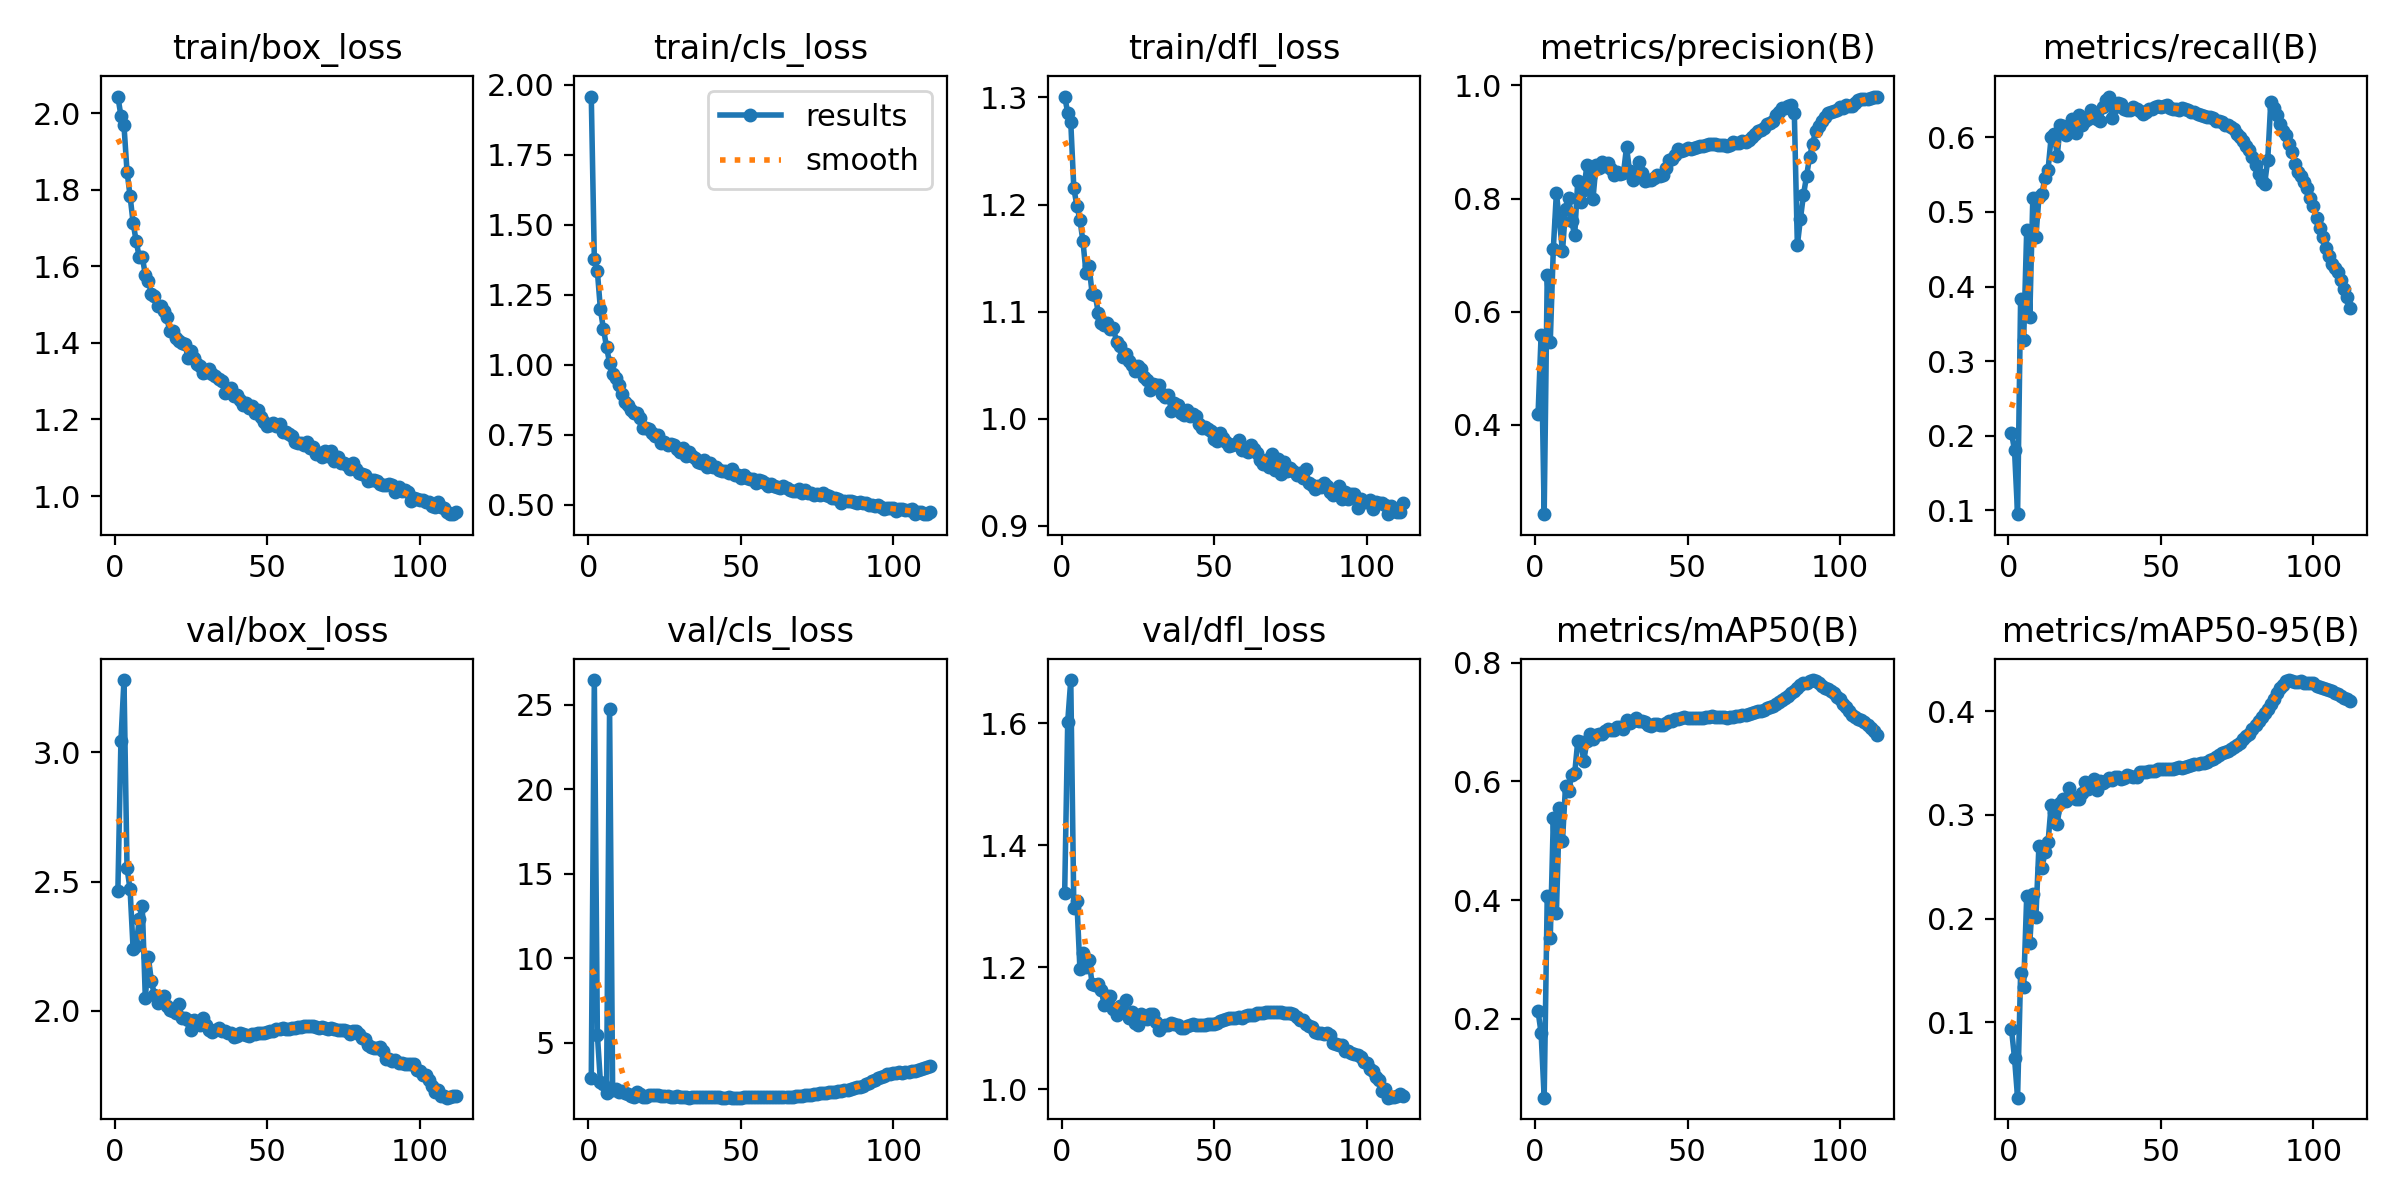 train/box_loss
train/cls_loss
train/dfl_loss
metrics/precision(B)
metrics/recall(B)
2.0
1.8
1.6
1.4
1.2
1.0
0 50 100
2.00
1.75
1.50
1.25
1.00
0.75
0.50
results
smooth
0 50 100
1.3
1.2
1.1
1.0
0.9
0 50 100
1.0
0.8
0.6
0.4
0 50 100
0.6
0.5
0.4
0.3
0.2
0.1
0 50 100
val/box_loss
val/cls_loss
val/dfl_loss
metrics/mAP50(B)
metrics/mAP50-95(B)
3.0
2.5
2.0
0 50 100
25
20
15
10
5
0 50 100
1.6
1.4
1.2
1.0
0 50 100
0.8
0.6
0.4
0.2
0 50 100
0.4
0.3
0.2
0.1
0 50 100